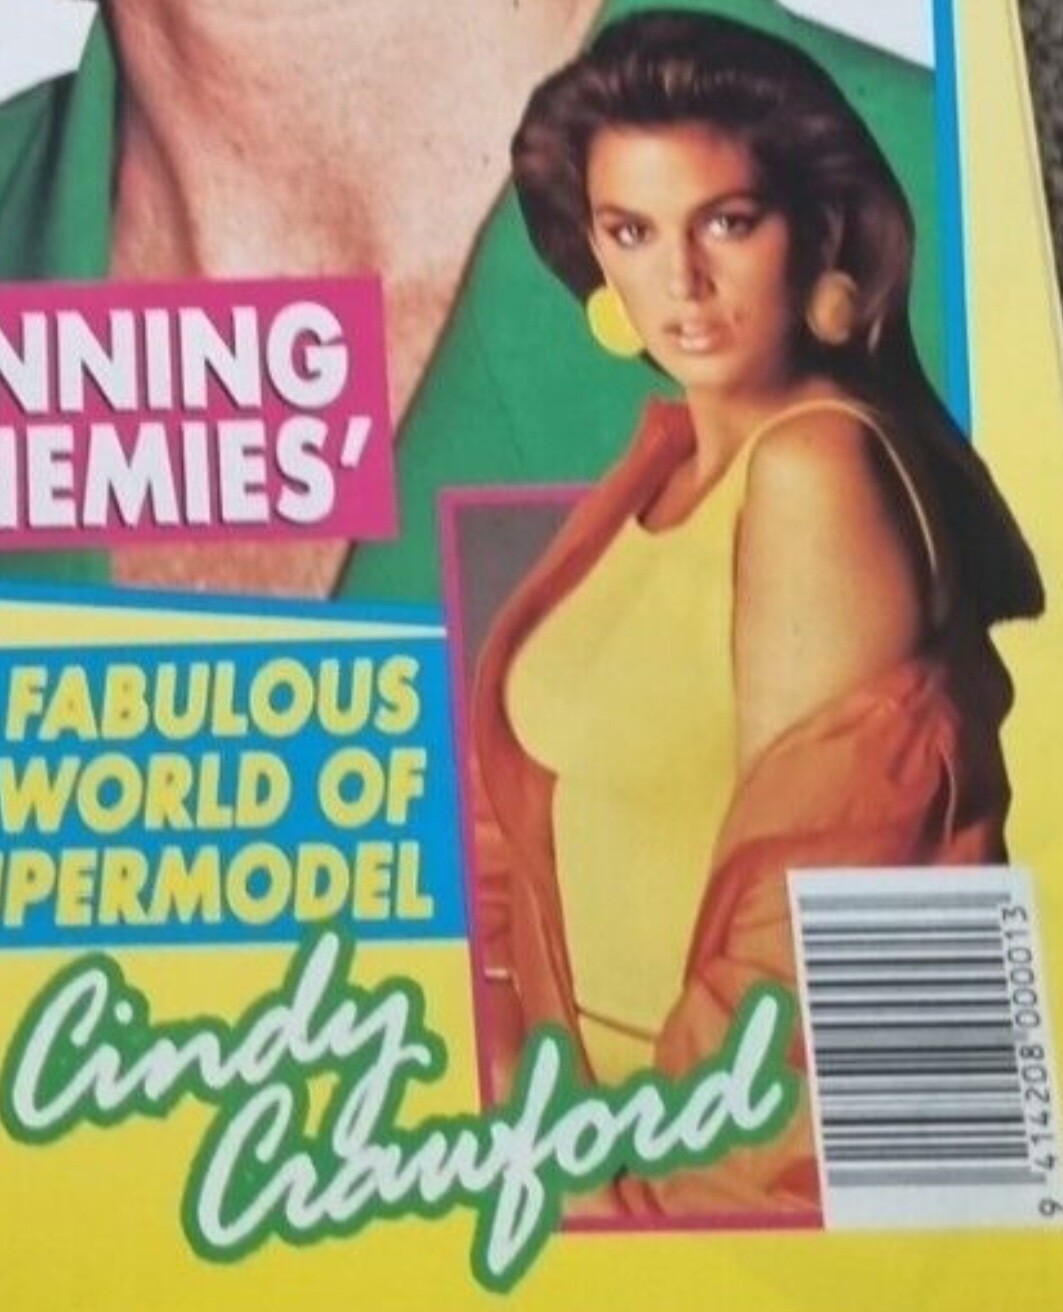 NNING
EMIES'
FABULOUS
WORLD OF
PERMODEL
Cindy
Crawford
9 414208 000013